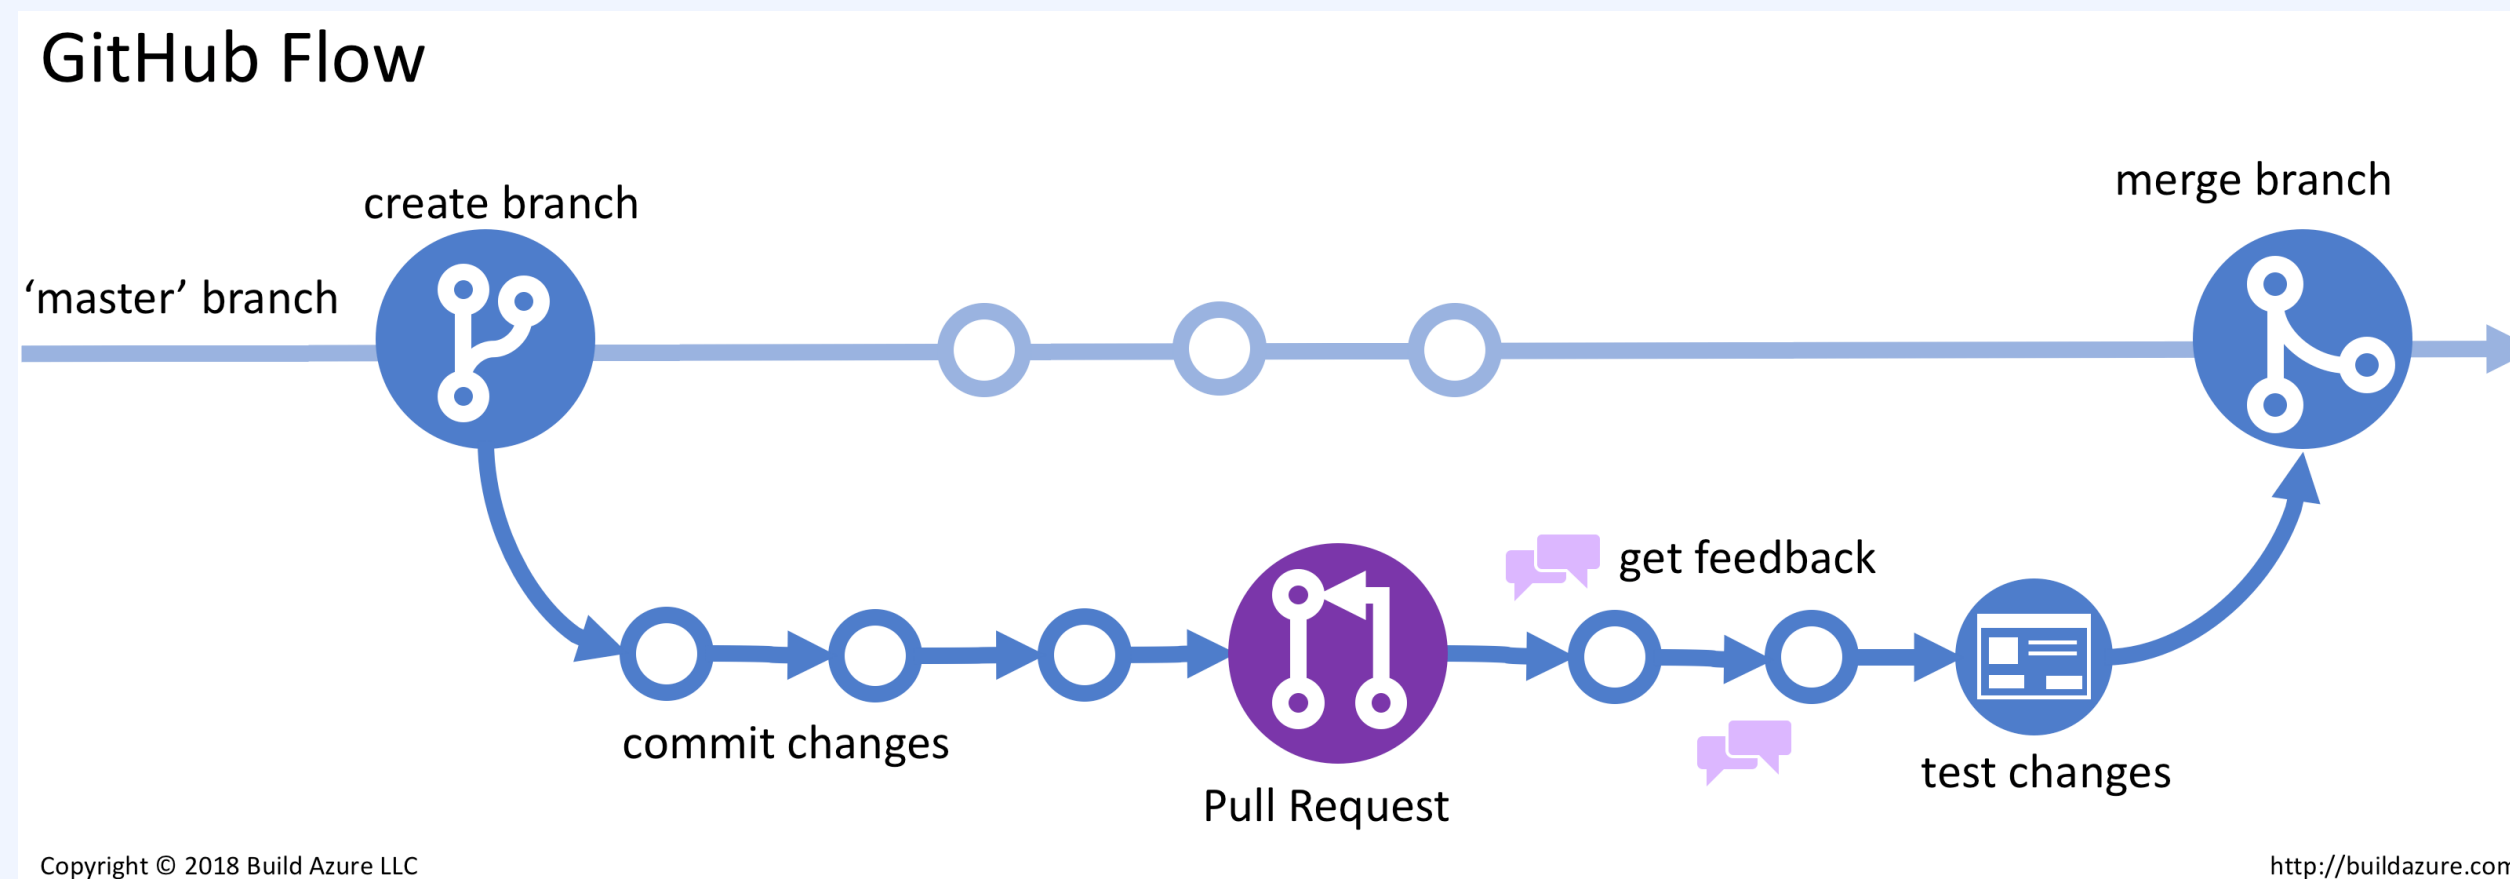 GitHub Flow
create branch
merge branch
‘master’ branch
get feedback
commit changes
test changes
Pull Request
Copyright © 2018 Build Azure LLC
http://buildazure.com